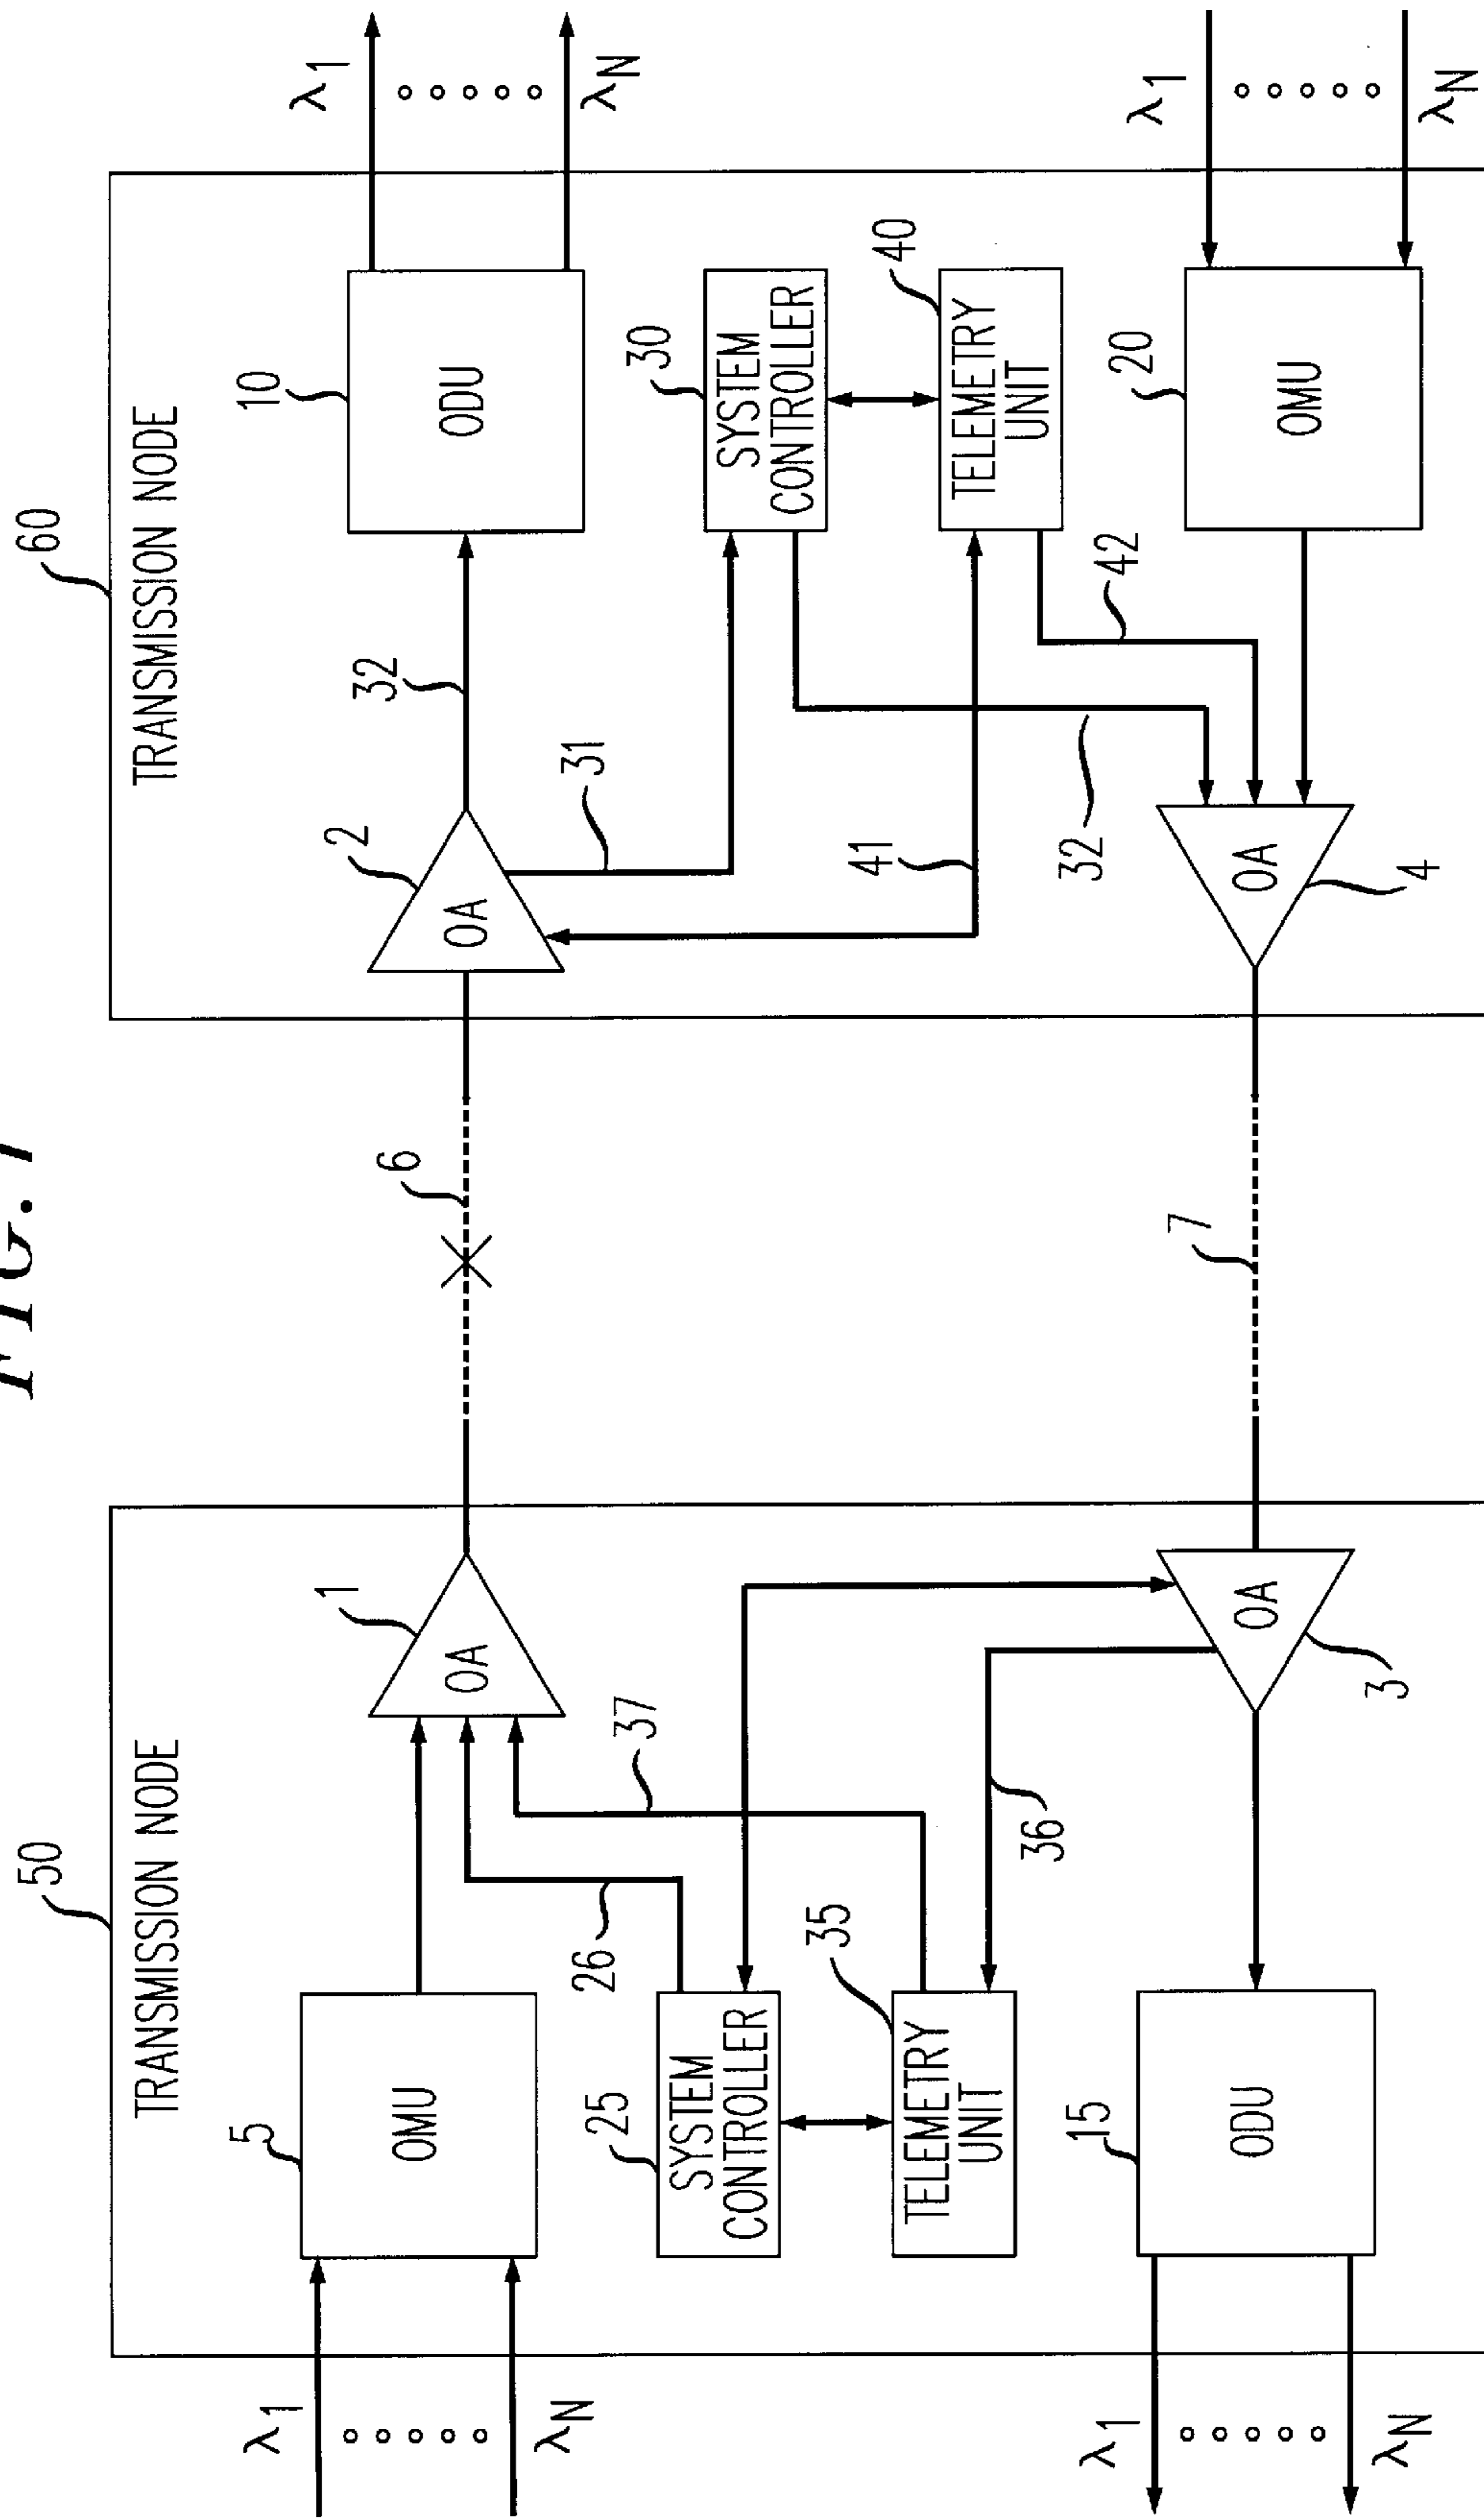 FIG. 1
50
TRANSMISSION NODE
60
TRANSMISSION NODE
λ1
λN
5
OMU
1
OA
6
2
OA
32
10
ODU
λ1
λN
26
37
31
25
SYSTEM
CONTROLLER
30
SYSTEM
CONTROLLER
35
TELEMETRY
UNIT
36
41
32
42
40
TELEMETRY
UNIT
λ1
λN
15
ODU
3
OA
7
4
OA
20
OMU
λ1
λN